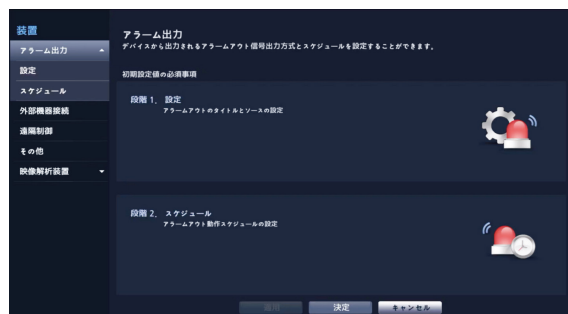 装置
アラーム出力
設定
スケジュール
外部機器接続
遠隔制御
その他
映像解析装置
アラーム出力
デバイスから出力されるアラームアウト信号出力方式とスケジュールを設定することができます。
初期設定値の必須事項
段階 1. 設定
アラームアウトのタイトルとソースの設定
段階 2. スケジュール
アラームアウト動作スケジュールの設定
適用
決定
キャンセル